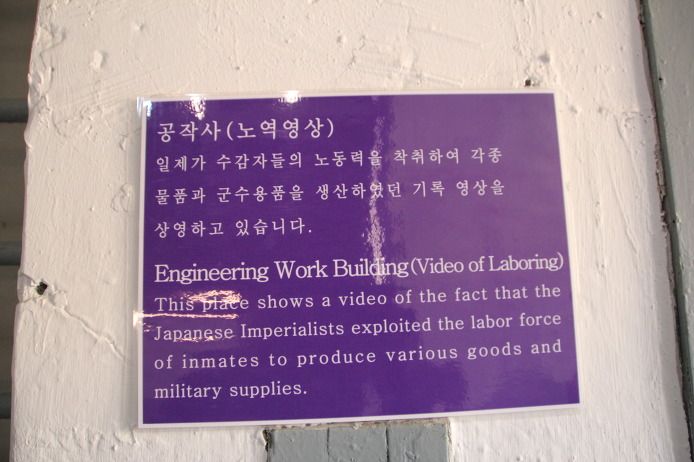 공작사(노역영상)
일제가 수감자들의 노동력을 착취하여 각종
물품과 군수용품을 생산하였던 기록 영상을
상영하고 있습니다.
Engineering Work Building(Video of Laboring)
This place shows a video of the fact that the
Japanese Imperialists exploited the labor force
of inmates to produce various goods and
military supplies.